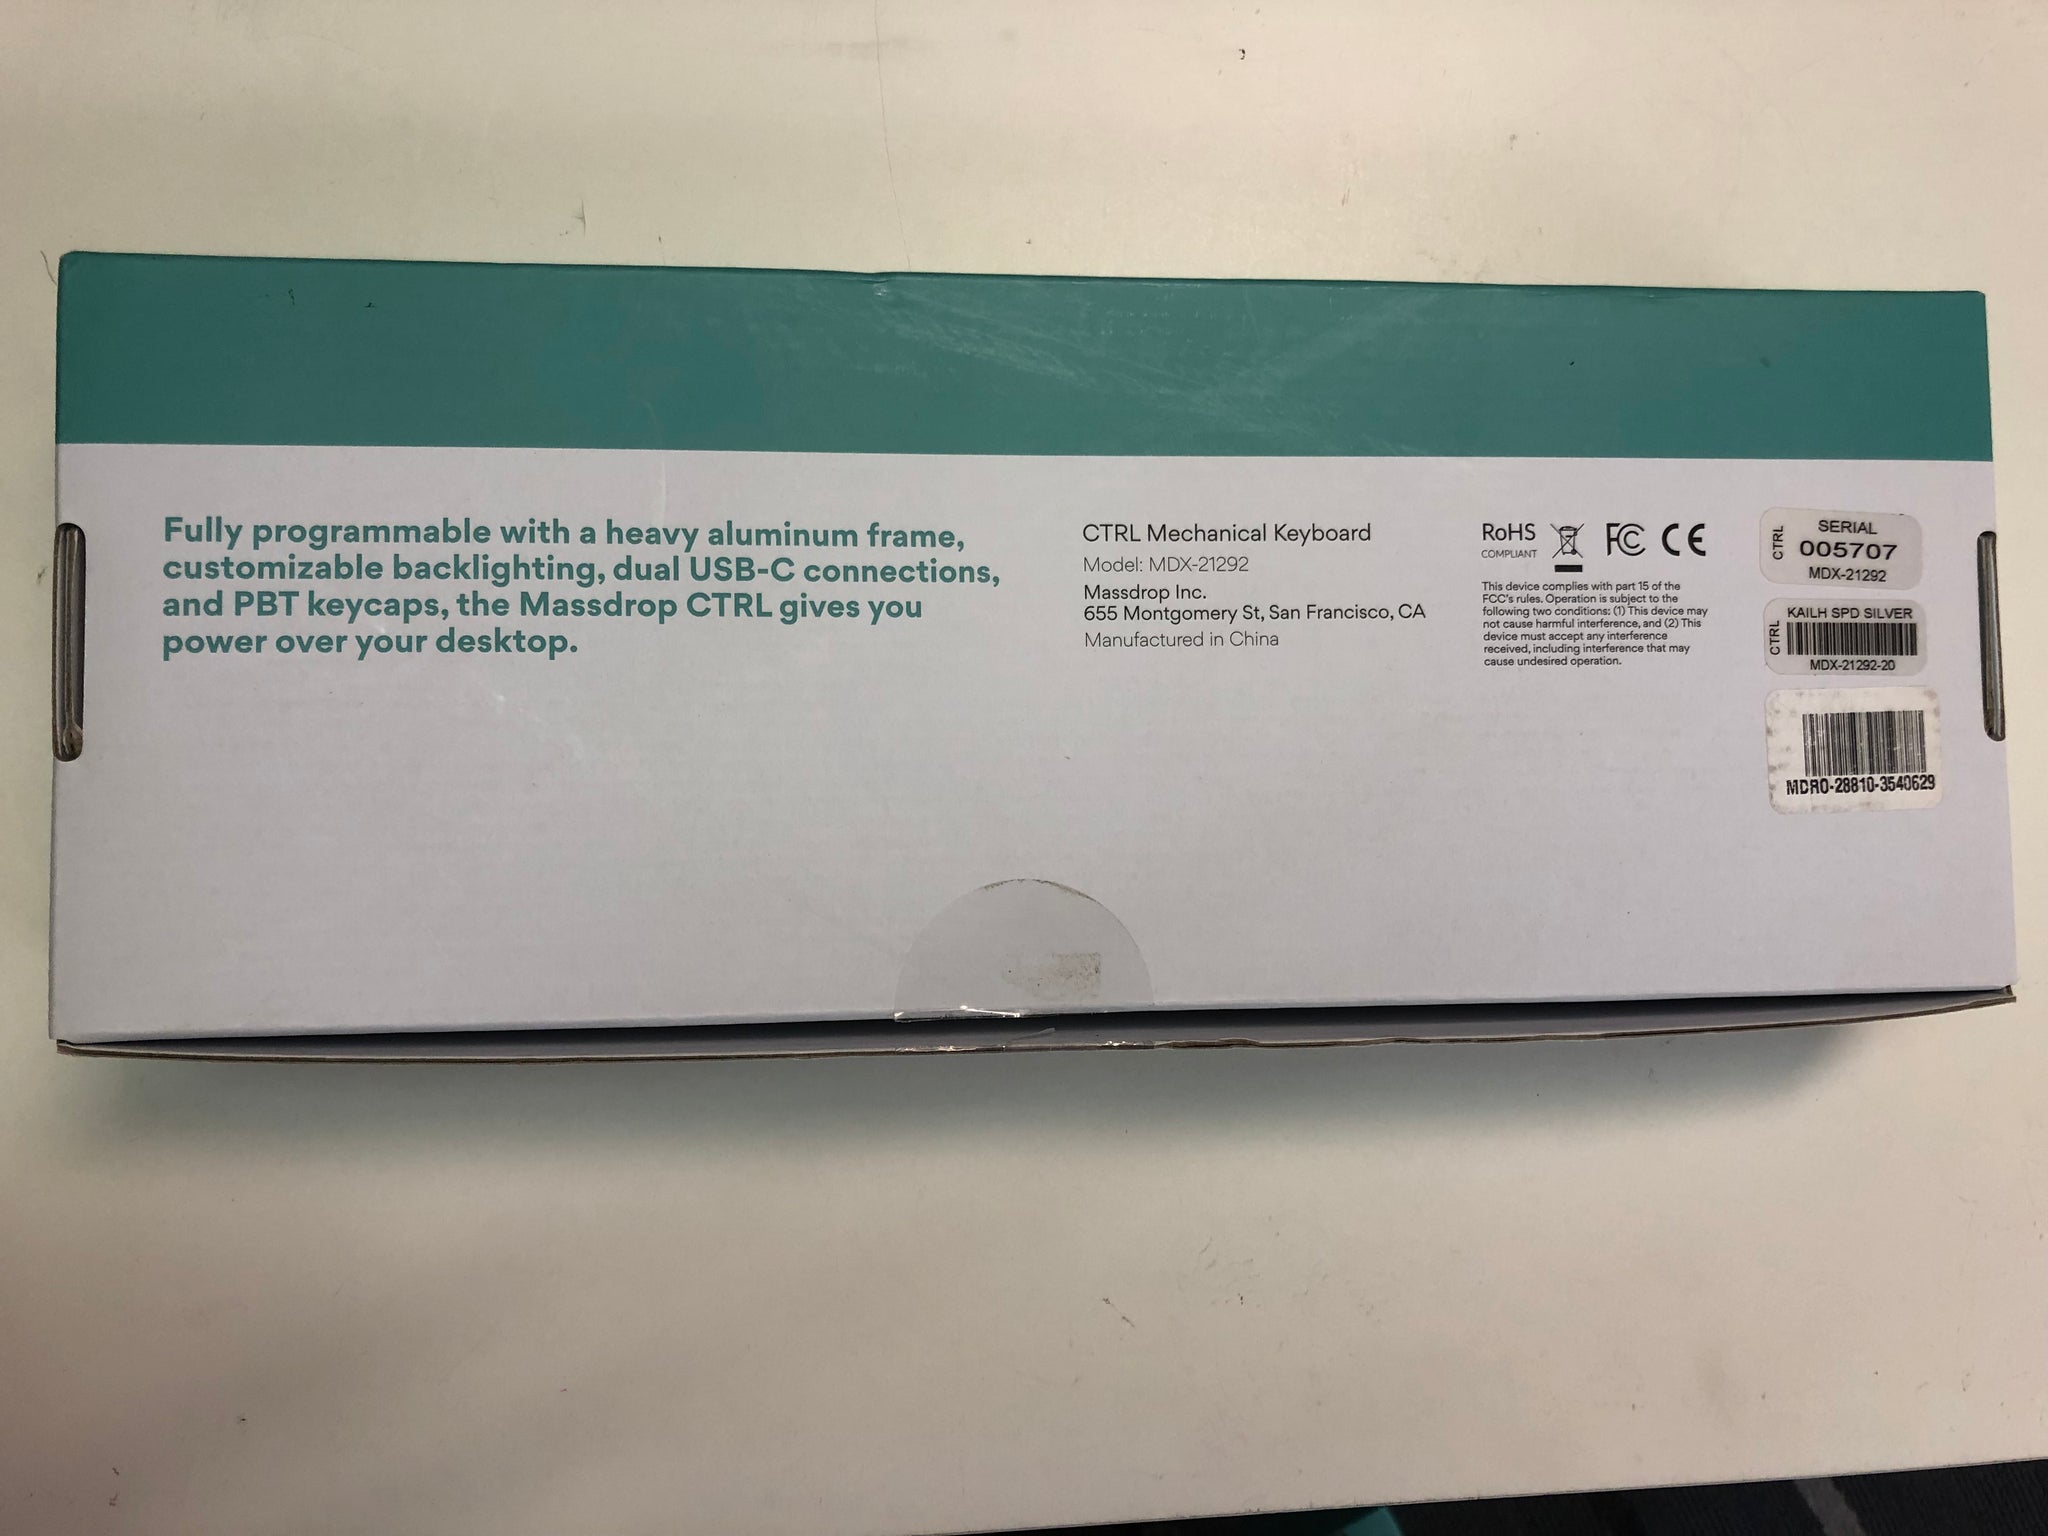 Fully programmable with a heavy aluminum frame,
customizable backlighting, dual USB-C connections,
and PBT keycaps, the Massdrop CTRL gives you
power over your desktop.
CTRL Mechanical Keyboard
Model: MDX-21292
Massdrop Inc.
655 Montgomery St, San Francisco, CA
Manufactured in China
RoHS
COMPLIANT
FC CE
This device complies with part 15 of the
FCC's rules. Operation is subject to the
following two conditions: (1) This device may
not cause harmful interference, and (2) This
device must accept any interference
received, including interference that may
cause undesired operation.
CTRL
SERIAL
005707
MDX-21292
CTRL
KAILH SPD SILVER
MDX-21292-20
MDRO-28810-3540629